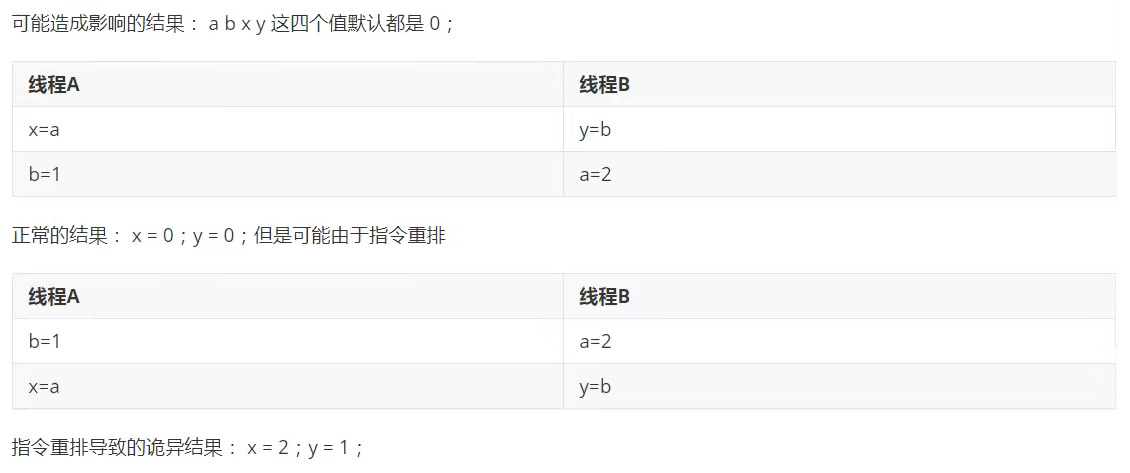 可能造成影响的结果： a b x y 这四个值默认都是 0；
线程A 线程B
x=a y=b
b=1 a=2
正常的结果： x = 0；y = 0；但是可能由于指令重排
线程A 线程B
b=1 a=2
x=a y=b
指令重排导致的诡异结果： x = 2；y = 1；